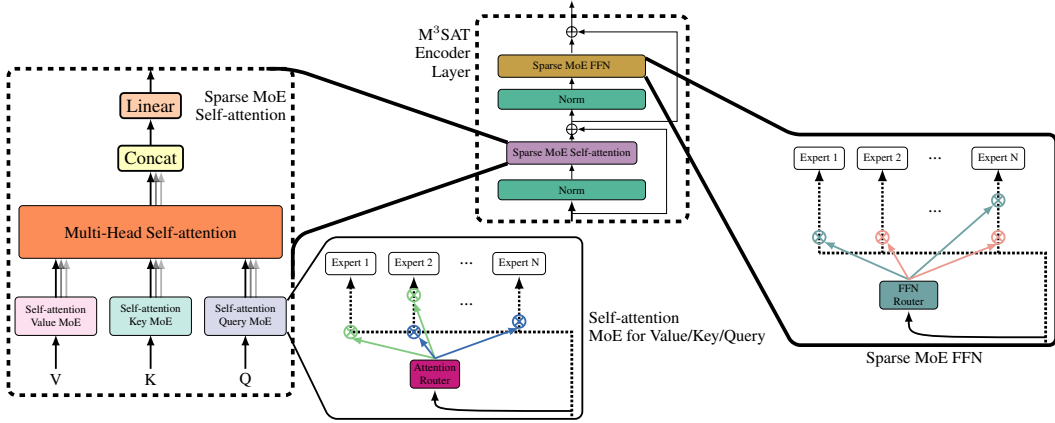 M³SAT
Encoder
Layer
Sparse MoE FFN
Norm
Sparse MoE Self-attention
Norm
Sparse MoE
Self-attention
Linear
Concat
Multi-Head Self-attention
Self-attention
Value MoE
Self-attention
Key MoE
Self-attention
Query MoE
V
K
Q
Expert 1
Expert 2
...
Expert N
...
Attention
Router
Self-attention
MoE for Value/Key/Query
Expert 1
Expert 2
...
Expert N
...
FFN
Router
Sparse MoE FFN